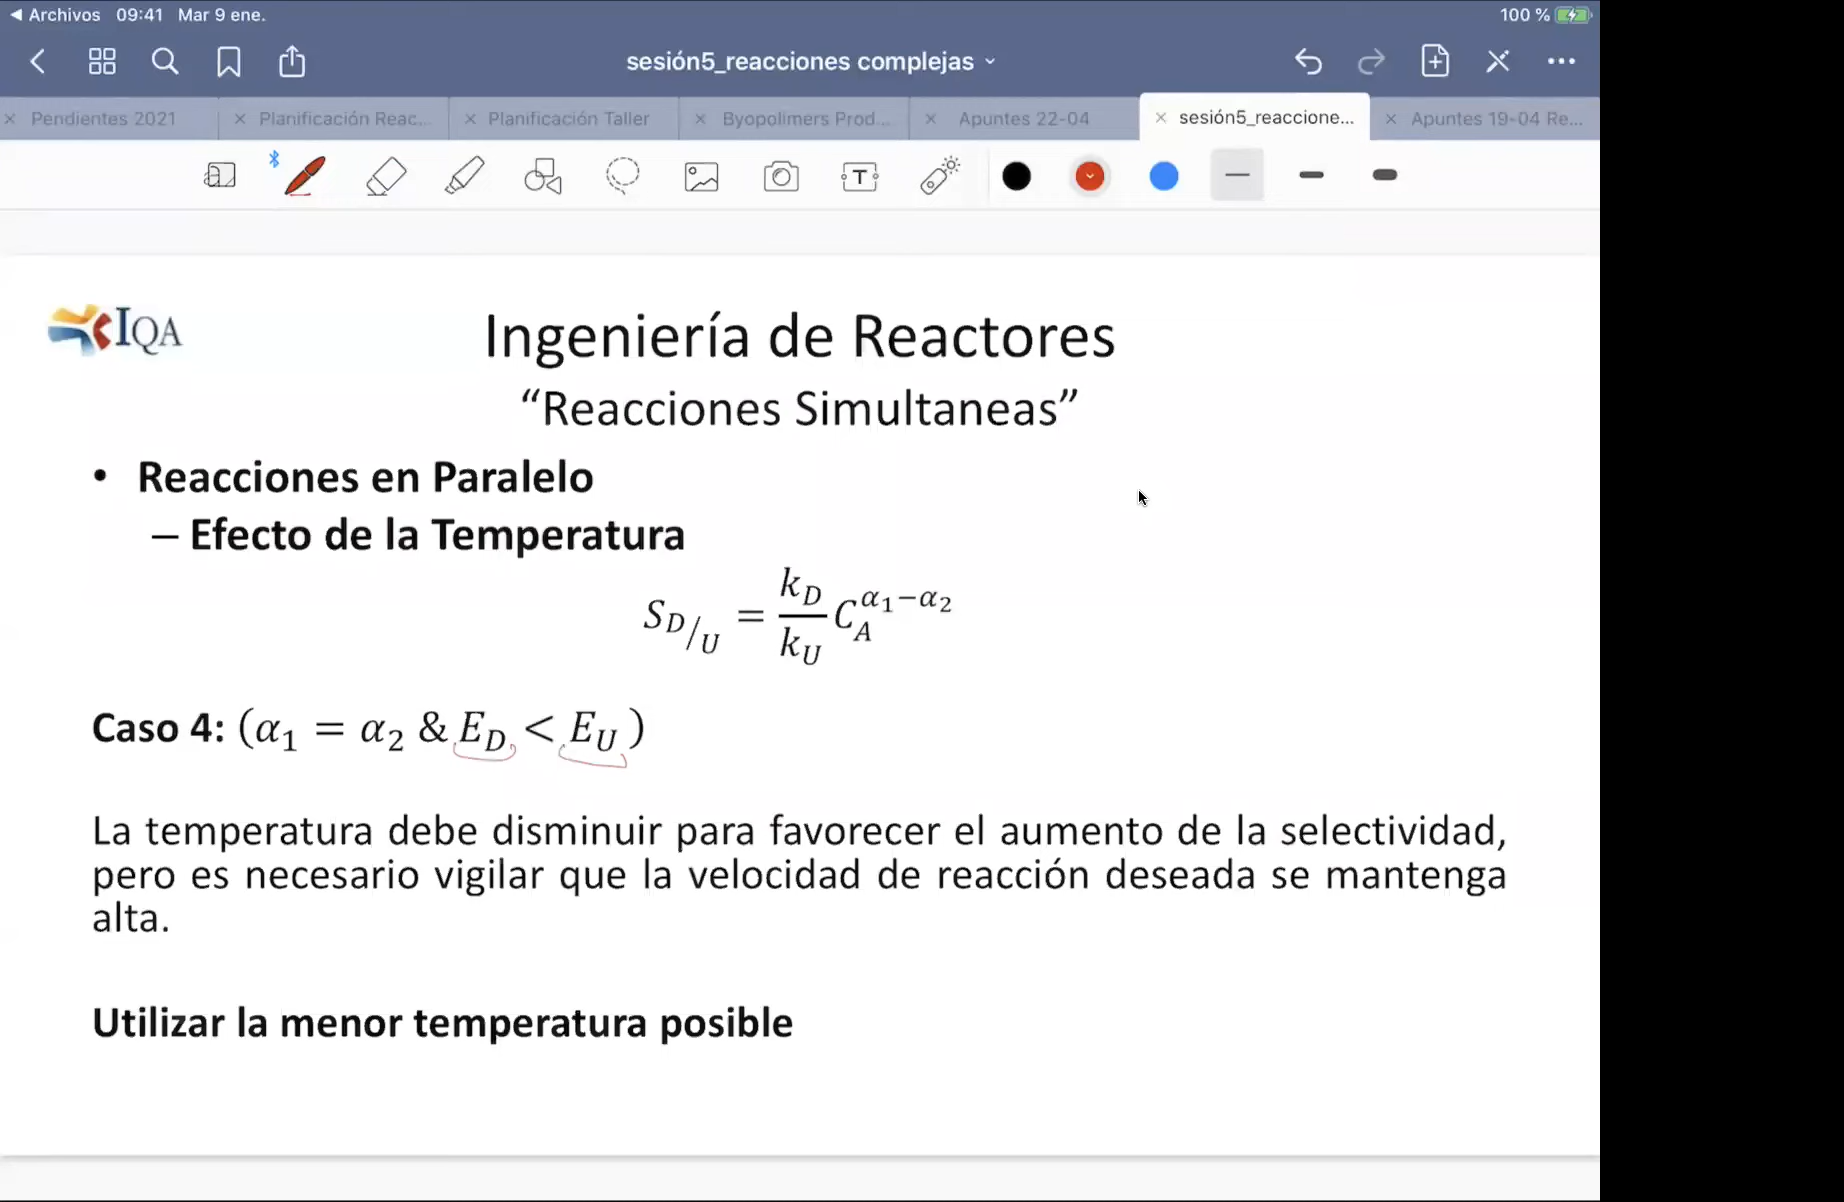 Archivos 09:41 Mar 9 ene. 100 %
sesión5_reacciones complejas
Pendientes 2021 Planificación Reac... Planificación Taller Byopolimers Prod... Apuntes 22-04 sesión5_reaccione... Apuntes 19-04 Re...
IQA
Ingeniería de Reactores
“Reacciones Simultaneas”
• Reacciones en Paralelo
– Efecto de la Temperatura
S_{D/U} = \frac{k_D}{k_U} C_A^{α_1−α_2}
Caso 4: (α_1 = α_2 & E_D < E_U )
La temperatura debe disminuir para favorecer el aumento de la selectividad,
pero es necesario vigilar que la velocidad de reacción deseada se mantenga
alta.
Utilizar la menor temperatura posible